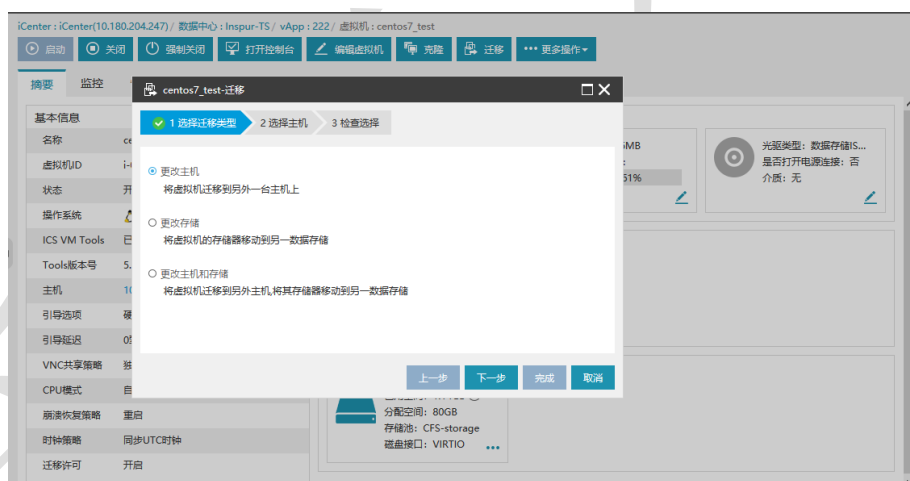 iCenter : iCenter(10.180.204.247)/ 数据中心 : Inspur-TS/ vApp : 222/ 虚拟机 : centos7_test
启动 关闭 强制关闭 打开控制台 编辑虚拟机 克隆 迁移 更多操作
摘要 监控
centos7_test-迁移
1 选择迁移类型 2 选择主机 3 检查选择
更改主机
将虚拟机迁移到另外一台主机上
更改存储
将虚拟机的存储器移动到另一数据存储
更改主机和存储
将虚拟机迁移到另外主机,将其存储器移动到另一数据存储
上一步 下一步 完成 取消
基本信息
名称
虚拟机ID
状态
操作系统
ICS VM Tools
Tools版本号 5.
主机
引导选项
引导延迟
VNC共享策略
CPU模式
崩溃恢复策略 重启
时钟策略 同步UTC时钟
迁移许可 开启
MB
51%
光驱类型: 数据存储IS...
是否打开电源连接: 否
介质: 无
分配空间: 80GB
存储池: CFS-storage
磁盘接口: VIRTIO